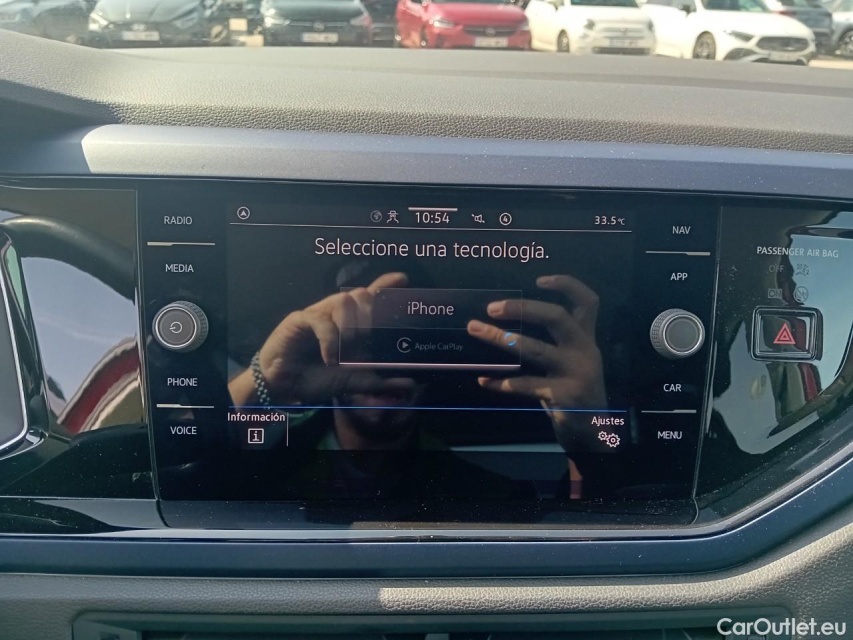 RADIO
MEDIA
PHONE
VOICE
10:54
4
33.5°C
Seleccione una tecnología.
iPhone
Apple CarPlay
Información
i
Ajustes
NAV
APP
CAR
MENU
PASSENGER AIR BAG
OFF
CarOutlet.eu